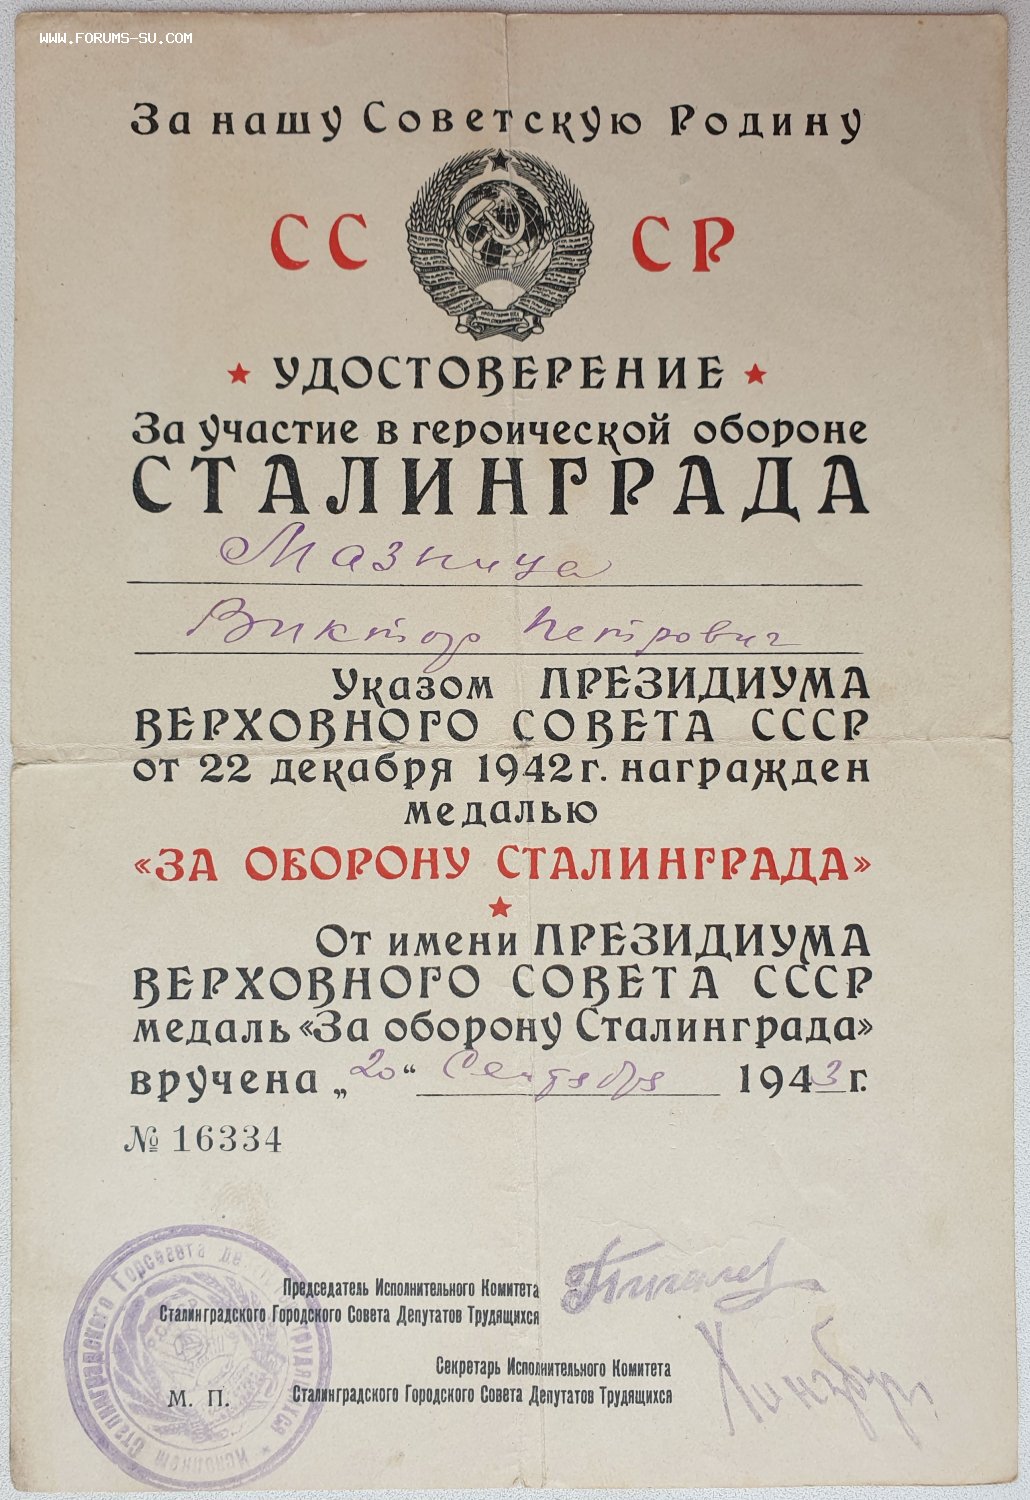 WWW.FORUMS-SU.COM
За нашу Советскую Родину
СС СР
УДОСТОВЕРЕНИЕ
За участие в героической обороне
СТАЛИНГРАДА
Мазница
Виктор Петрович
Указом ПРЕЗИДИУМА
ВЕРХОВНОГО СОВЕТА СССР
от 22 декабря 1942 г. награжден
медалью
«ЗА ОБОРОНУ СТАЛИНГРАДА»
От имени ПРЕЗИДИУМА
ВЕРХОВНОГО СОВЕТА СССР
медаль «За оборону Сталинграда»
вручена „20“ Сентября 1943 г.
№ 16334
Председатель Исполнительного Комитета
Сталинградского Городского Совета Депутатов Трудящихся
Секретарь Исполнительного Комитета
Сталинградского Городского Совета Депутатов Трудящихся
М. П.